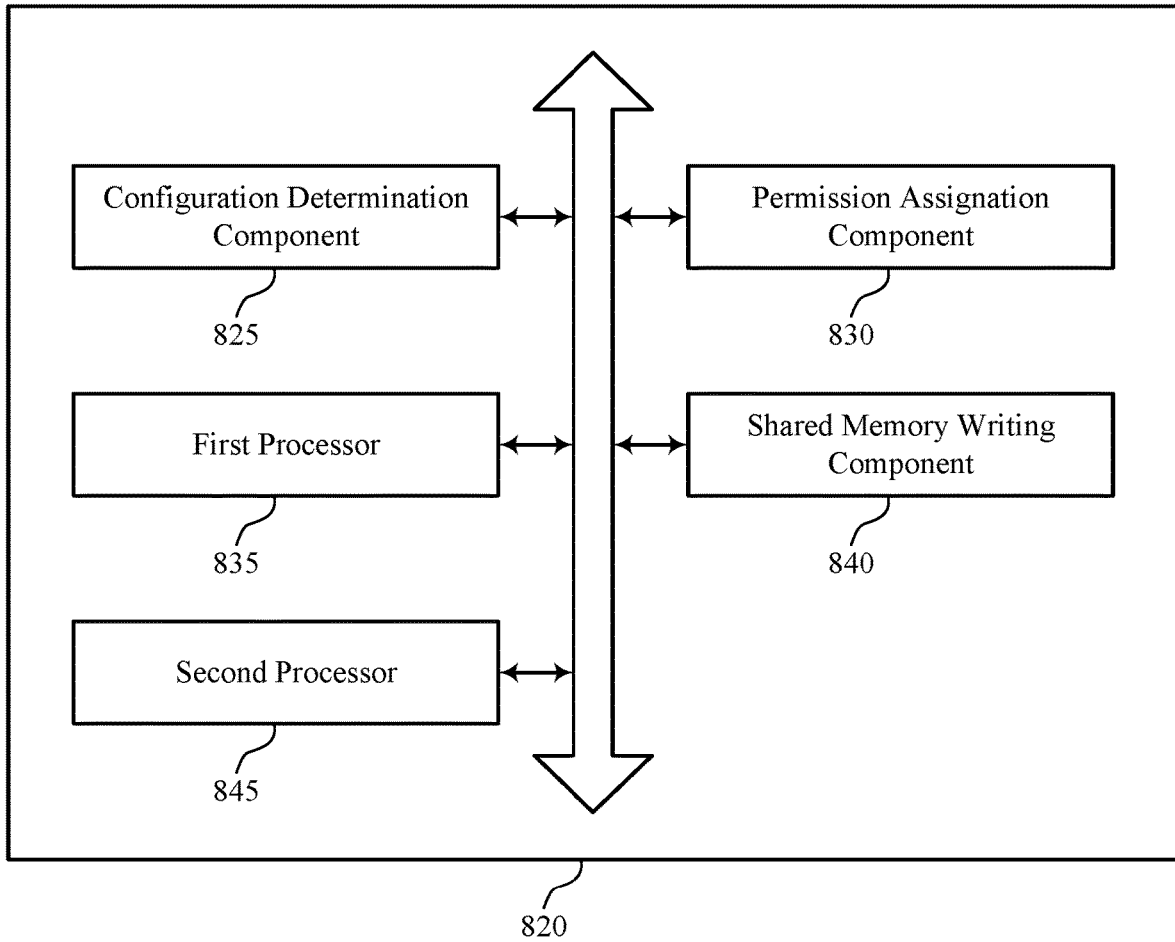 Configuration Determination
Component
825
Permission Assignation
Component
830
First Processor
835
Shared Memory Writing
Component
840
Second Processor
845
820